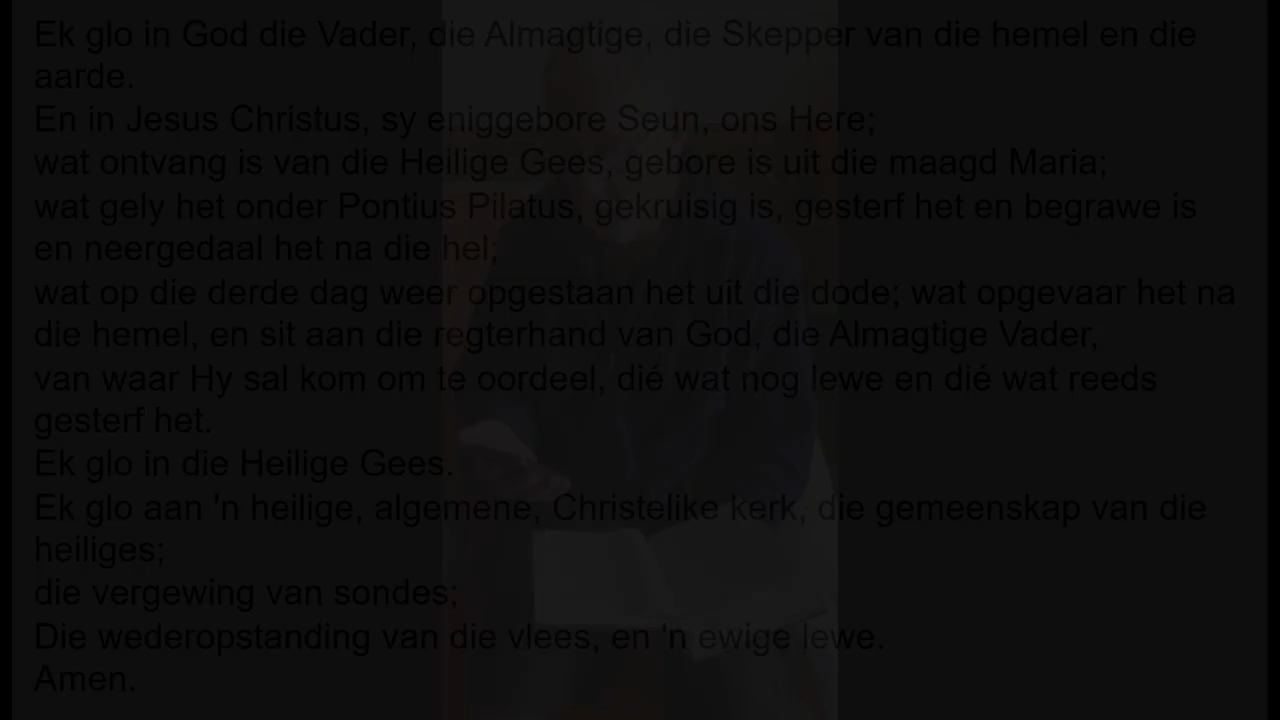 Ek glo in God die Vader, die Almagtige, die Skepper van die hemel en die
aarde.
En in Jesus Christus, sy eniggebore Seun, ons Here;
wat ontvang is van die Heilige Gees, gebore is uit die maagd Maria;
wat gely het onder Pontius Pilatus, gekruisig is, gesterf het en begrawe is
en neergedaal het na die hel;
wat op die derde dag weer opgestaan het uit die dode; wat opgevaar het na
die hemel, en sit aan die regterhand van God, die Almagtige Vader,
van waar Hy sal kom om te oordeel, dié wat nog lewe en dié wat reeds
gesterf het.
Ek glo in die Heilige Gees.
Ek glo aan 'n heilige, algemene, Christelike kerk, die gemeenskap van die
heiliges;
die vergewing van sondes;
Die wederopstanding van die vlees, en 'n ewige lewe.
Amen.